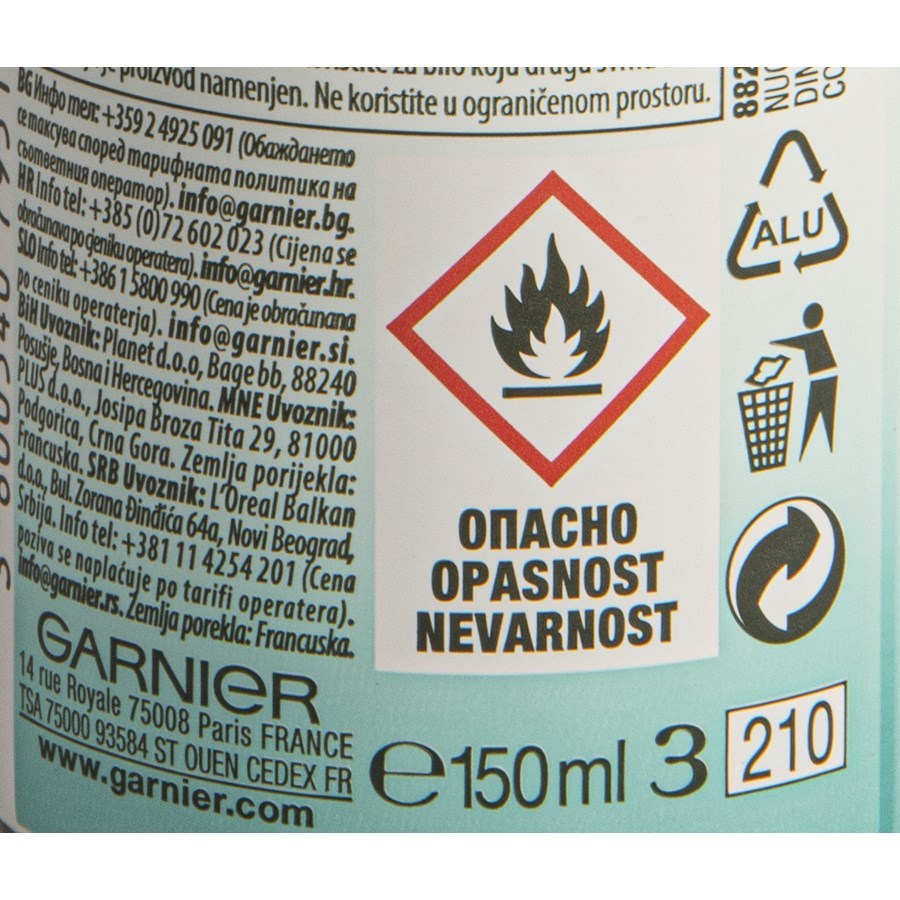 proizvod namenjen. Ne koristite u ograničenom prostoru.
BG Инфо тел: +359 2 4925 091 (Обаждането
се таксува според тарифната политика на
съответния оператор). info@garnier.bg.
HR Info tel: +385 (0)72 602 023 (Cijena se
obračunava po cjeniku operatera). info@garnier.hr.
SLO Info tel: +386 1 5800 990 (Cena je obračunana
po ceniku operaterja). info@garnier.si.
BiH Uvoznik: Planet d.o.o, Bage bb, 88240
Posušje, Bosna i Hercegovina. MNE Uvoznik:
PLUS d.o.o., Josipa Broza Tita 29, 81000
Podgorica, Crna Gora. Zemlja porijekla:
Francuska. SRB Uvoznik: L'Oreal Balkan
d.o.o., Bul. Zorana Đinđića 64a, Novi Beograd,
Srbija. Info tel: +381 11 4254 201 (Cena
poziva se naplaćuje po tarifi operatera).
info@garnier.rs. Zemlja porekla: Francuska.
GARNIER
14 rue Royale 75008 Paris FRANCE
TSA 75000 93584 ST OUEN CEDEX FR
www.garnier.com
ОПАСНО
OPASNOST
NEVARNOST
e 150 ml 3
ALU
210